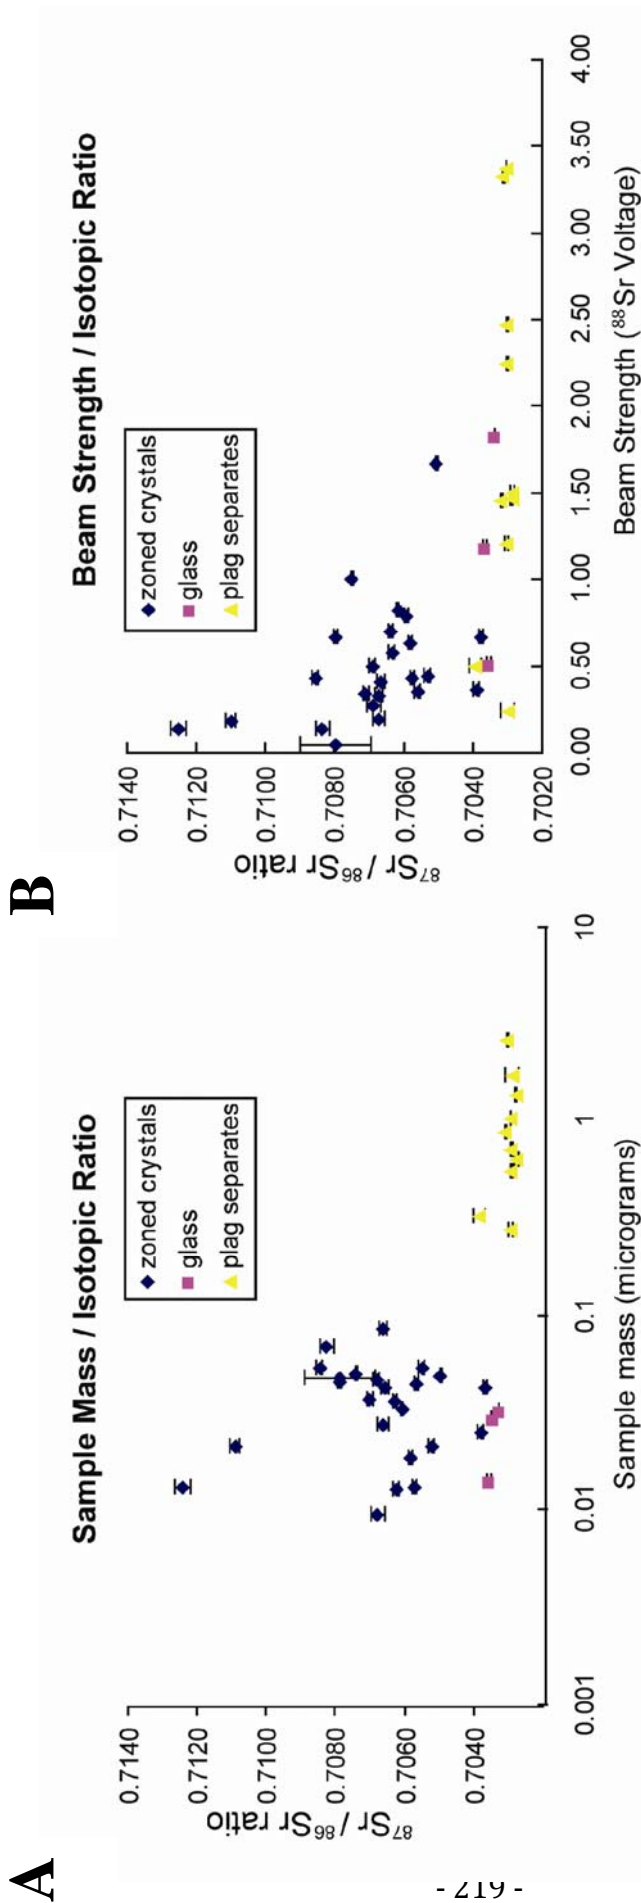 A
Sample Mass / Isotopic Ratio
zoned crystals
glass
plag separates
⁸⁷Sr / ⁸⁶Sr ratio
0.7140
0.7120
0.7100
0.7080
0.7060
0.7040
0.001
0.01
0.1
1
10
Sample mass (micrograms)
B
Beam Strength / Isotopic Ratio
zoned crystals
glass
plag separates
⁸⁷Sr / ⁸⁶Sr ratio
0.7140
0.7120
0.7100
0.7080
0.7060
0.7040
0.7020
0.00
0.50
1.00
1.50
2.00
2.50
3.00
3.50
4.00
Beam Strength (⁸⁸Sr Voltage)
- 219 -